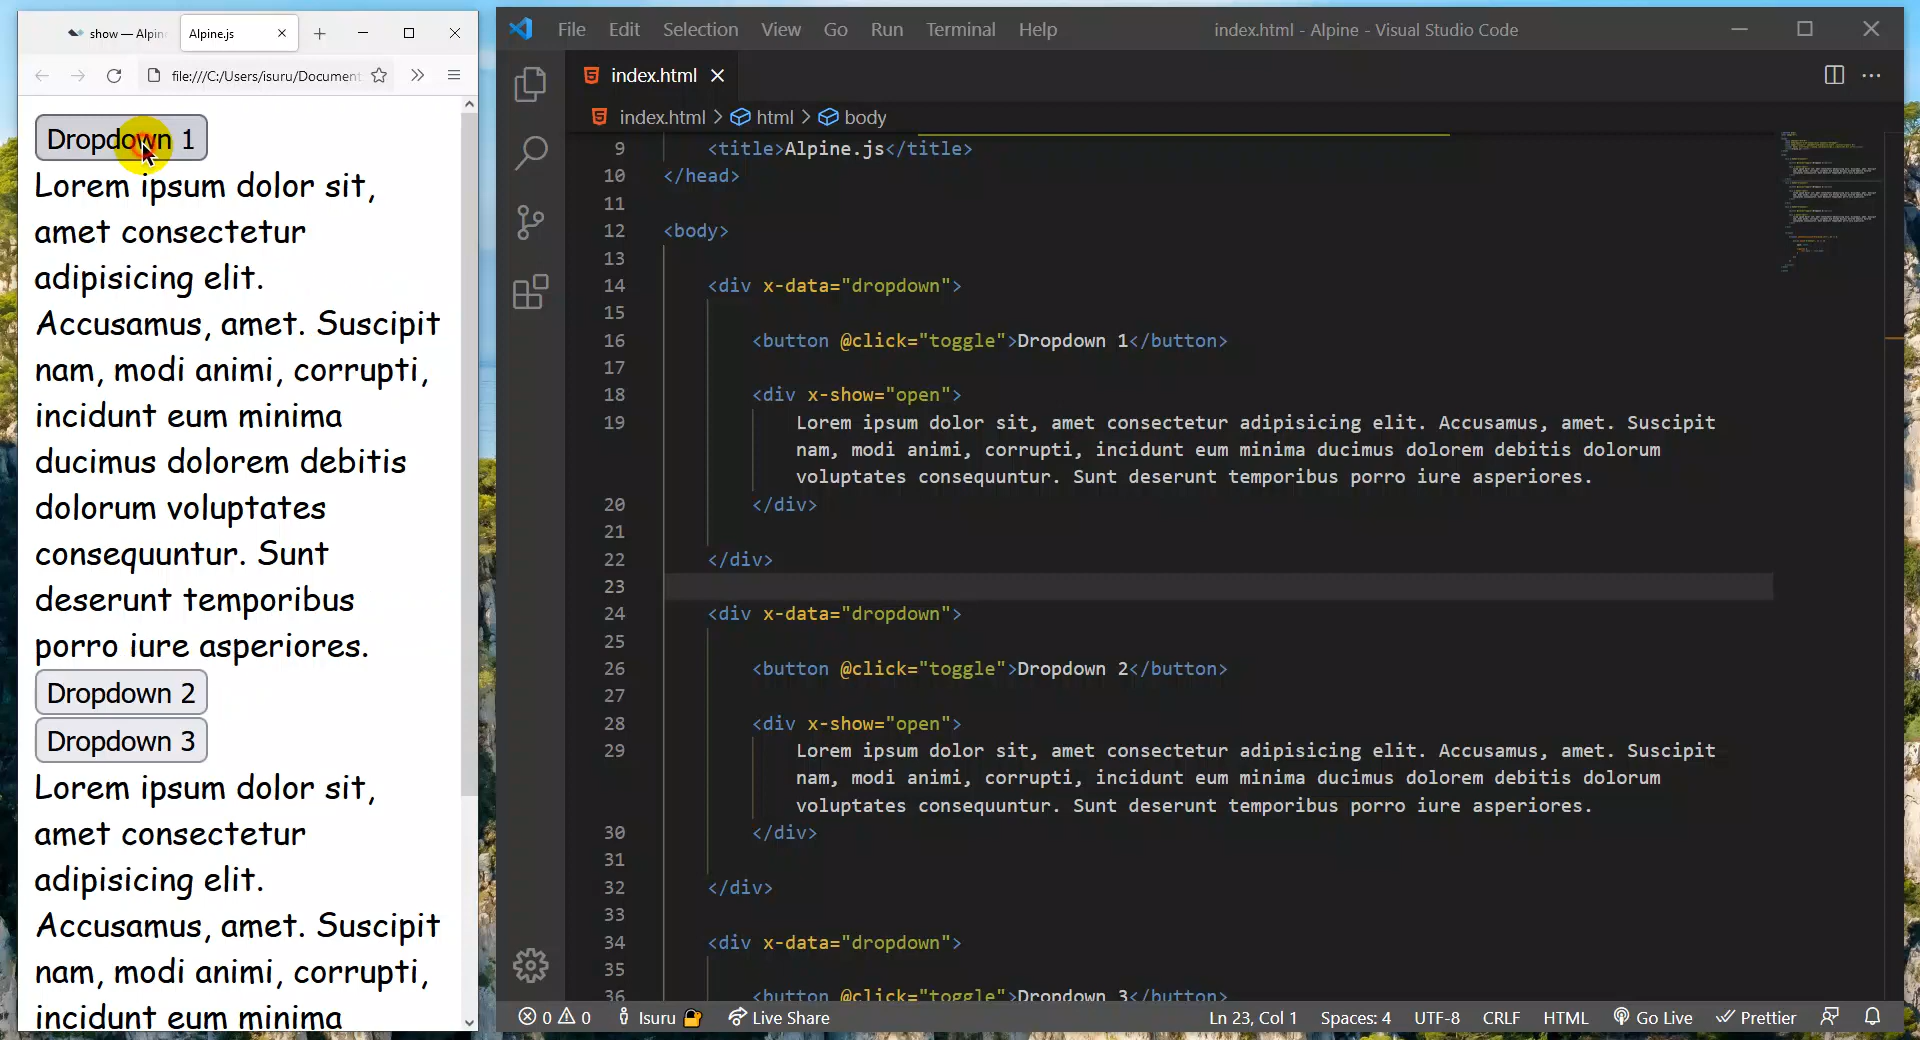 show — Alpin
Alpine.js
file:///C:/Users/isuru/Document
Dropdown 1
Lorem ipsum dolor sit,
amet consectetur
adipisicing elit.
Accusamus, amet. Suscipit
nam, modi animi, corrupti,
incidunt eum minima
ducimus dolorem debitis
dolorum voluptates
consequuntur. Sunt
deserunt temporibus
porro iure asperiores.
Dropdown 2
Dropdown 3
Lorem ipsum dolor sit,
amet consectetur
adipisicing elit.
Accusamus, amet. Suscipit
nam, modi animi, corrupti,
incidunt eum minima
File Edit Selection View Go Run Terminal Help
index.html - Alpine - Visual Studio Code
index.html
index.html > html > body
9 <title>Alpine.js</title>
10 </head>
11
12 <body>
13
14 <div x-data="dropdown">
15
16 <button @click="toggle">Dropdown 1</button>
17
18 <div x-show="open">
19 Lorem ipsum dolor sit, amet consectetur adipisicing elit. Accusamus, amet. Suscipit
nam, modi animi, corrupti, incidunt eum minima ducimus dolorem debitis dolorum
voluptates consequuntur. Sunt deserunt temporibus porro iure asperiores.
20 </div>
21
22 </div>
23
24 <div x-data="dropdown">
25
26 <button @click="toggle">Dropdown 2</button>
27
28 <div x-show="open">
29 Lorem ipsum dolor sit, amet consectetur adipisicing elit. Accusamus, amet. Suscipit
nam, modi animi, corrupti, incidunt eum minima ducimus dolorem debitis dolorum
voluptates consequuntur. Sunt deserunt temporibus porro iure asperiores.
30 </div>
31
32 </div>
33
34 <div x-data="dropdown">
35
36 <button @click="toggle">Dropdown 3</button>
0 0 Isuru Live Share Ln 23, Col 1 Spaces: 4 UTF-8 CRLF HTML Go Live Prettier